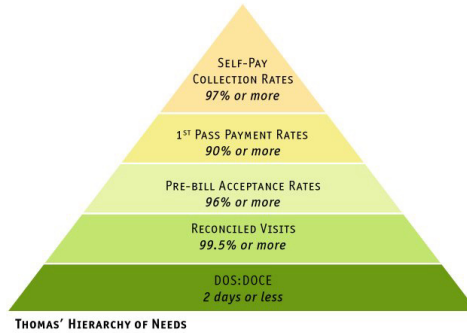 Self-Pay
Collection Rates
97% or more
1st Pass Payment Rates
90% or more
Pre-bill Acceptance Rates
96% or more
Reconciled Visits
99.5% or more
DOS:DOCE
2 days or less
Thomas' Hierarchy of Needs